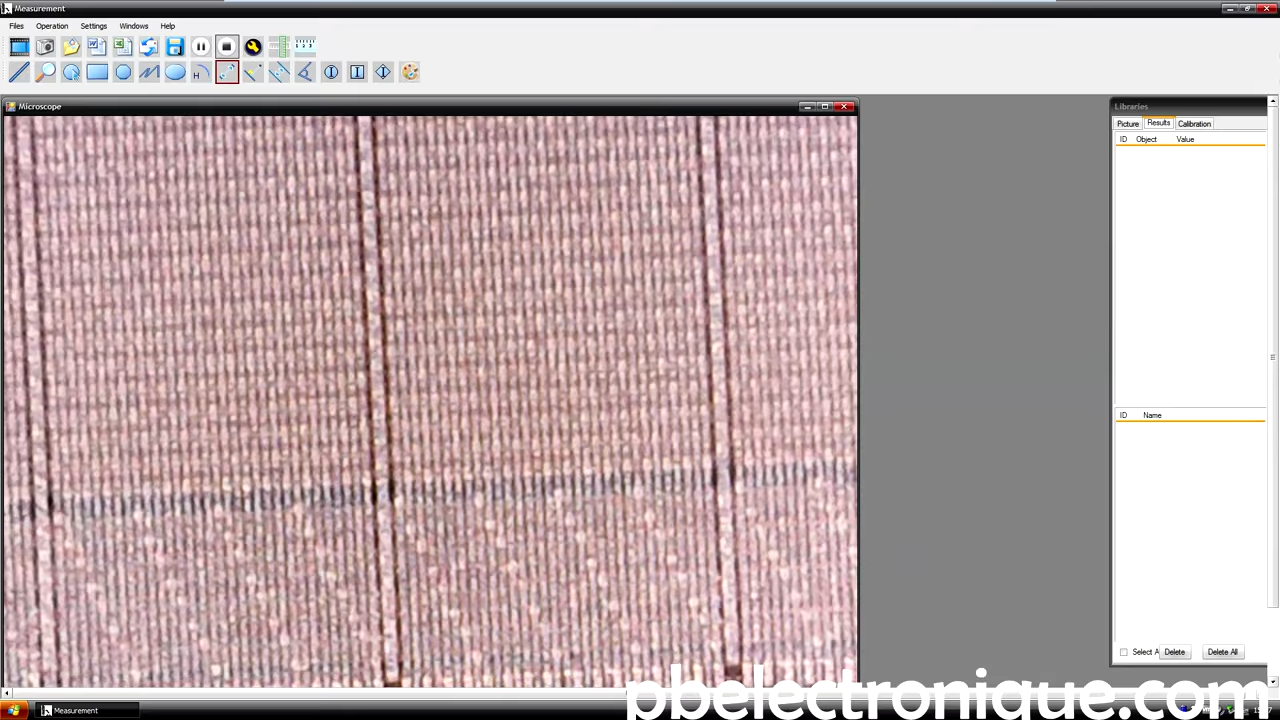 Measurement
Files Operation Settings Windows Help
Microscope
Libraries
Picture Results Calibration
ID Object Value
ID Name
Select A Delete Delete All
pbelectronique.com
Measurement